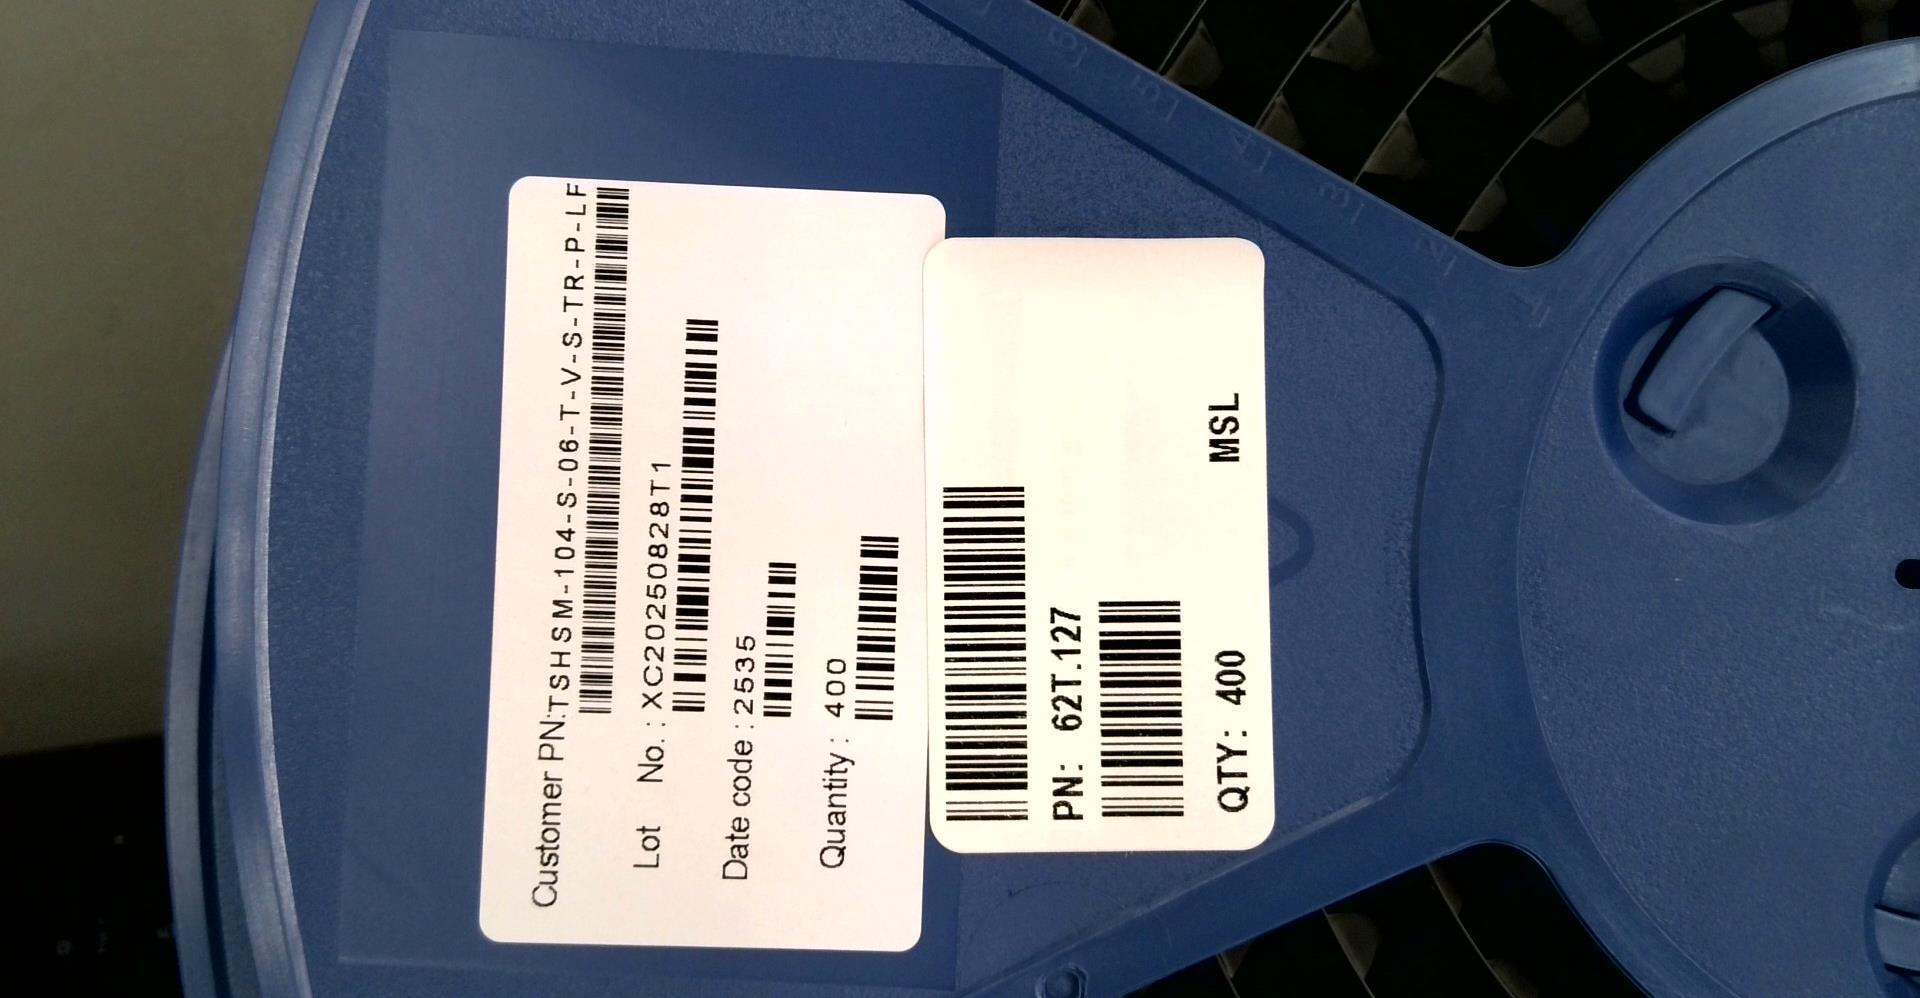 Customer PN:TSHSM-104-S-06-T-V-S-TR-P-LF
Lot No. : XC20250828T1
Date code : 2535
Quantity : 400
PN: 62T.127
QTY: 400 MSL